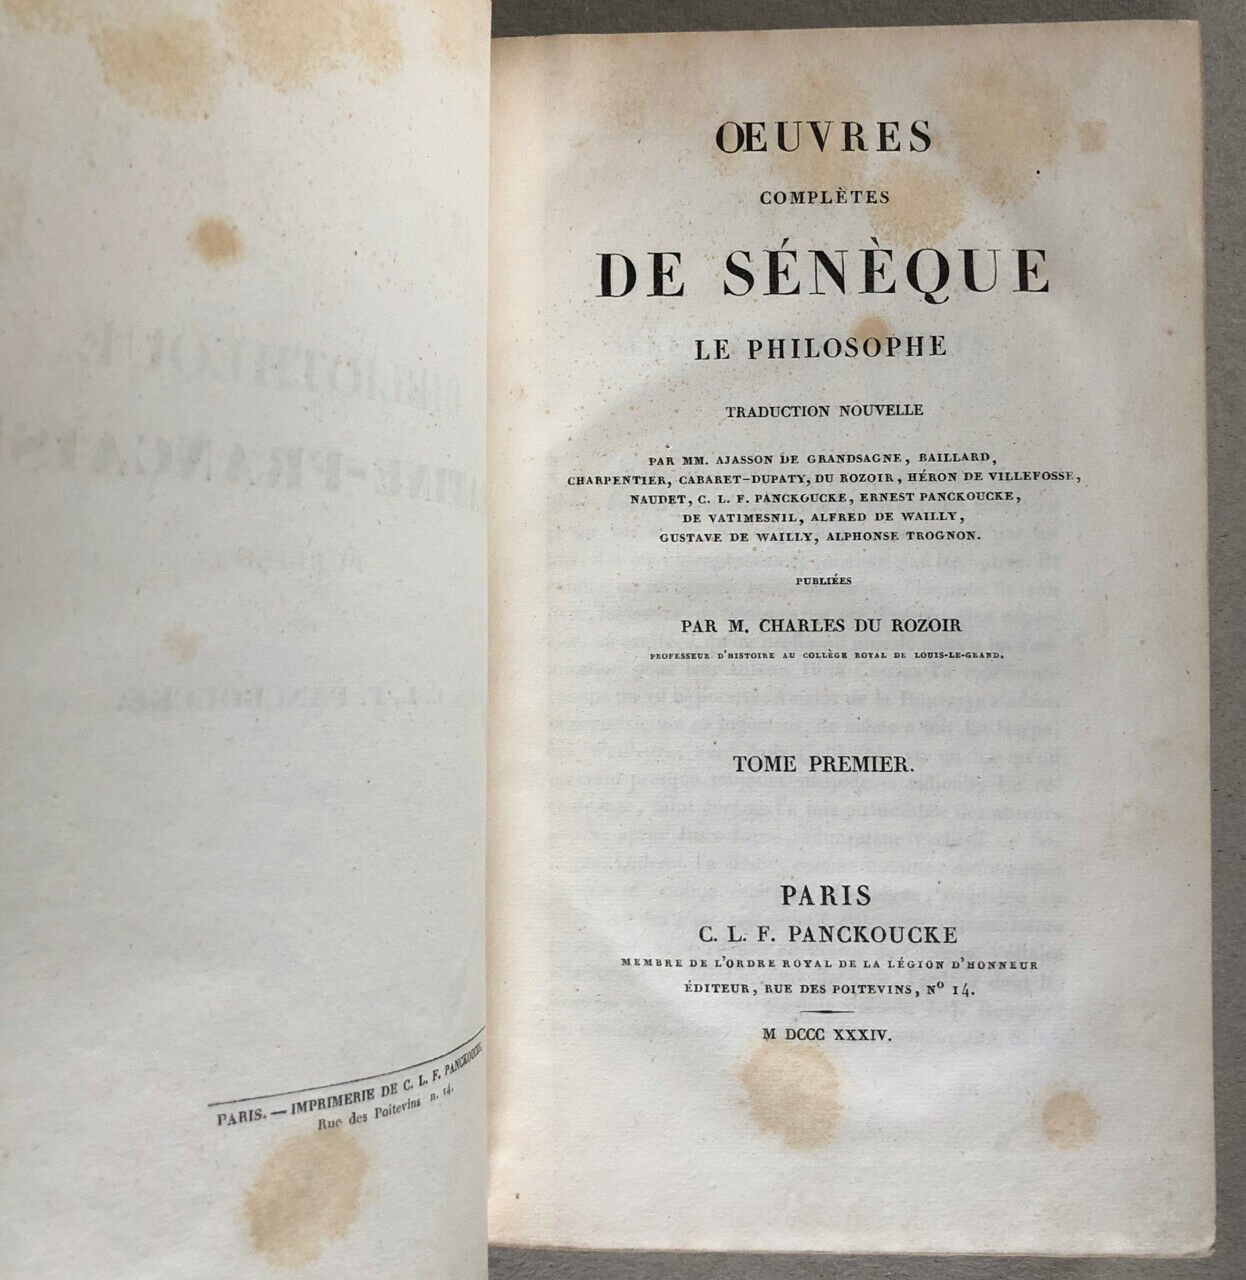 PARIS. — IMPRIMERIE DE C. L. F. PANCKOUCKE,
Rue des Poitevins n. 14.
OEUVRES
COMPLÈTES
DE SÉNÈQUE
LE PHILOSOPHE
TRADUCTION NOUVELLE
PAR MM. AJASSON DE GRANDSAGNE, BAILLARD,
CHARPENTIER, CABARET-DUPATY, DU ROZOIR, HÉRON DE VILLEFOSSE,
NAUDET, C. L. F. PANCKOUCKE, ERNEST PANCKOUCKE,
DE VATIMESNIL, ALFRED DE WAILLY,
GUSTAVE DE WAILLY, ALPHONSE TROGNON.
PUBLIÉES
PAR M. CHARLES DU ROZOIR
PROFESSEUR D'HISTOIRE AU COLLÈGE ROYAL DE LOUIS-LE-GRAND.
TOME PREMIER.
PARIS
C. L. F. PANCKOUCKE
MEMBRE DE L'ORDRE ROYAL DE LA LÉGION D'HONNEUR
ÉDITEUR, RUE DES POITEVINS, Nº 14.
M DCCC XXXIV.